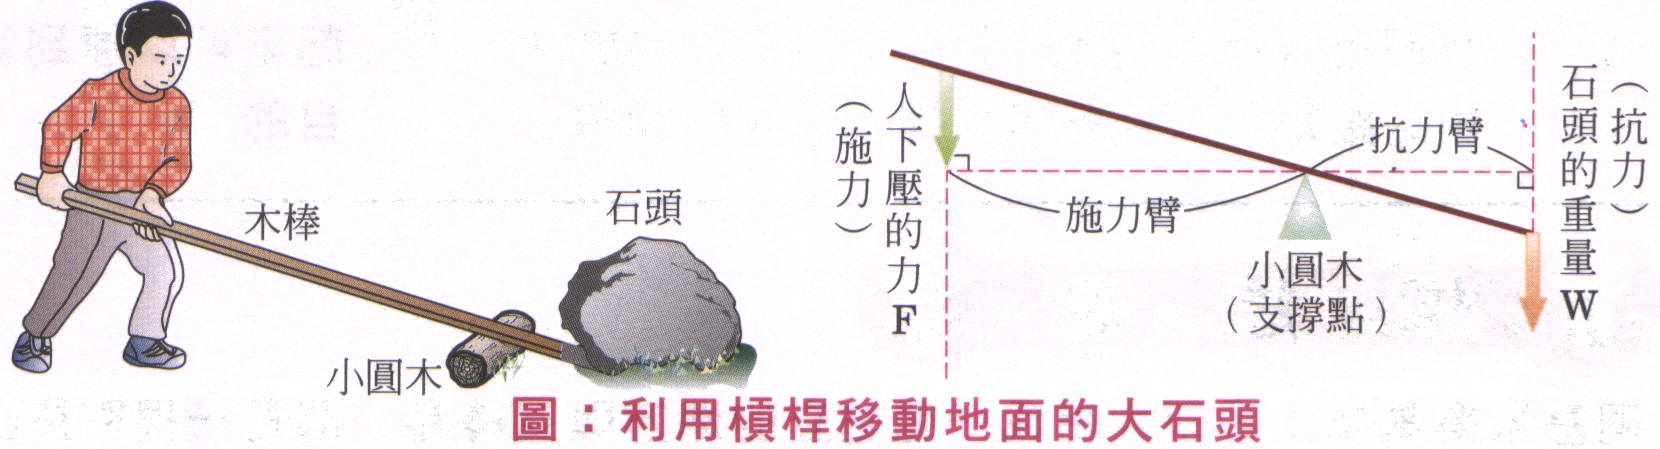 木棒
石頭
小圓木
人下壓的力F
（施力）
施力臂
抗力臂
小圓木
（支撐點）
（抗力）
石頭的重量W
圖：利用槓桿移動地面的大石頭